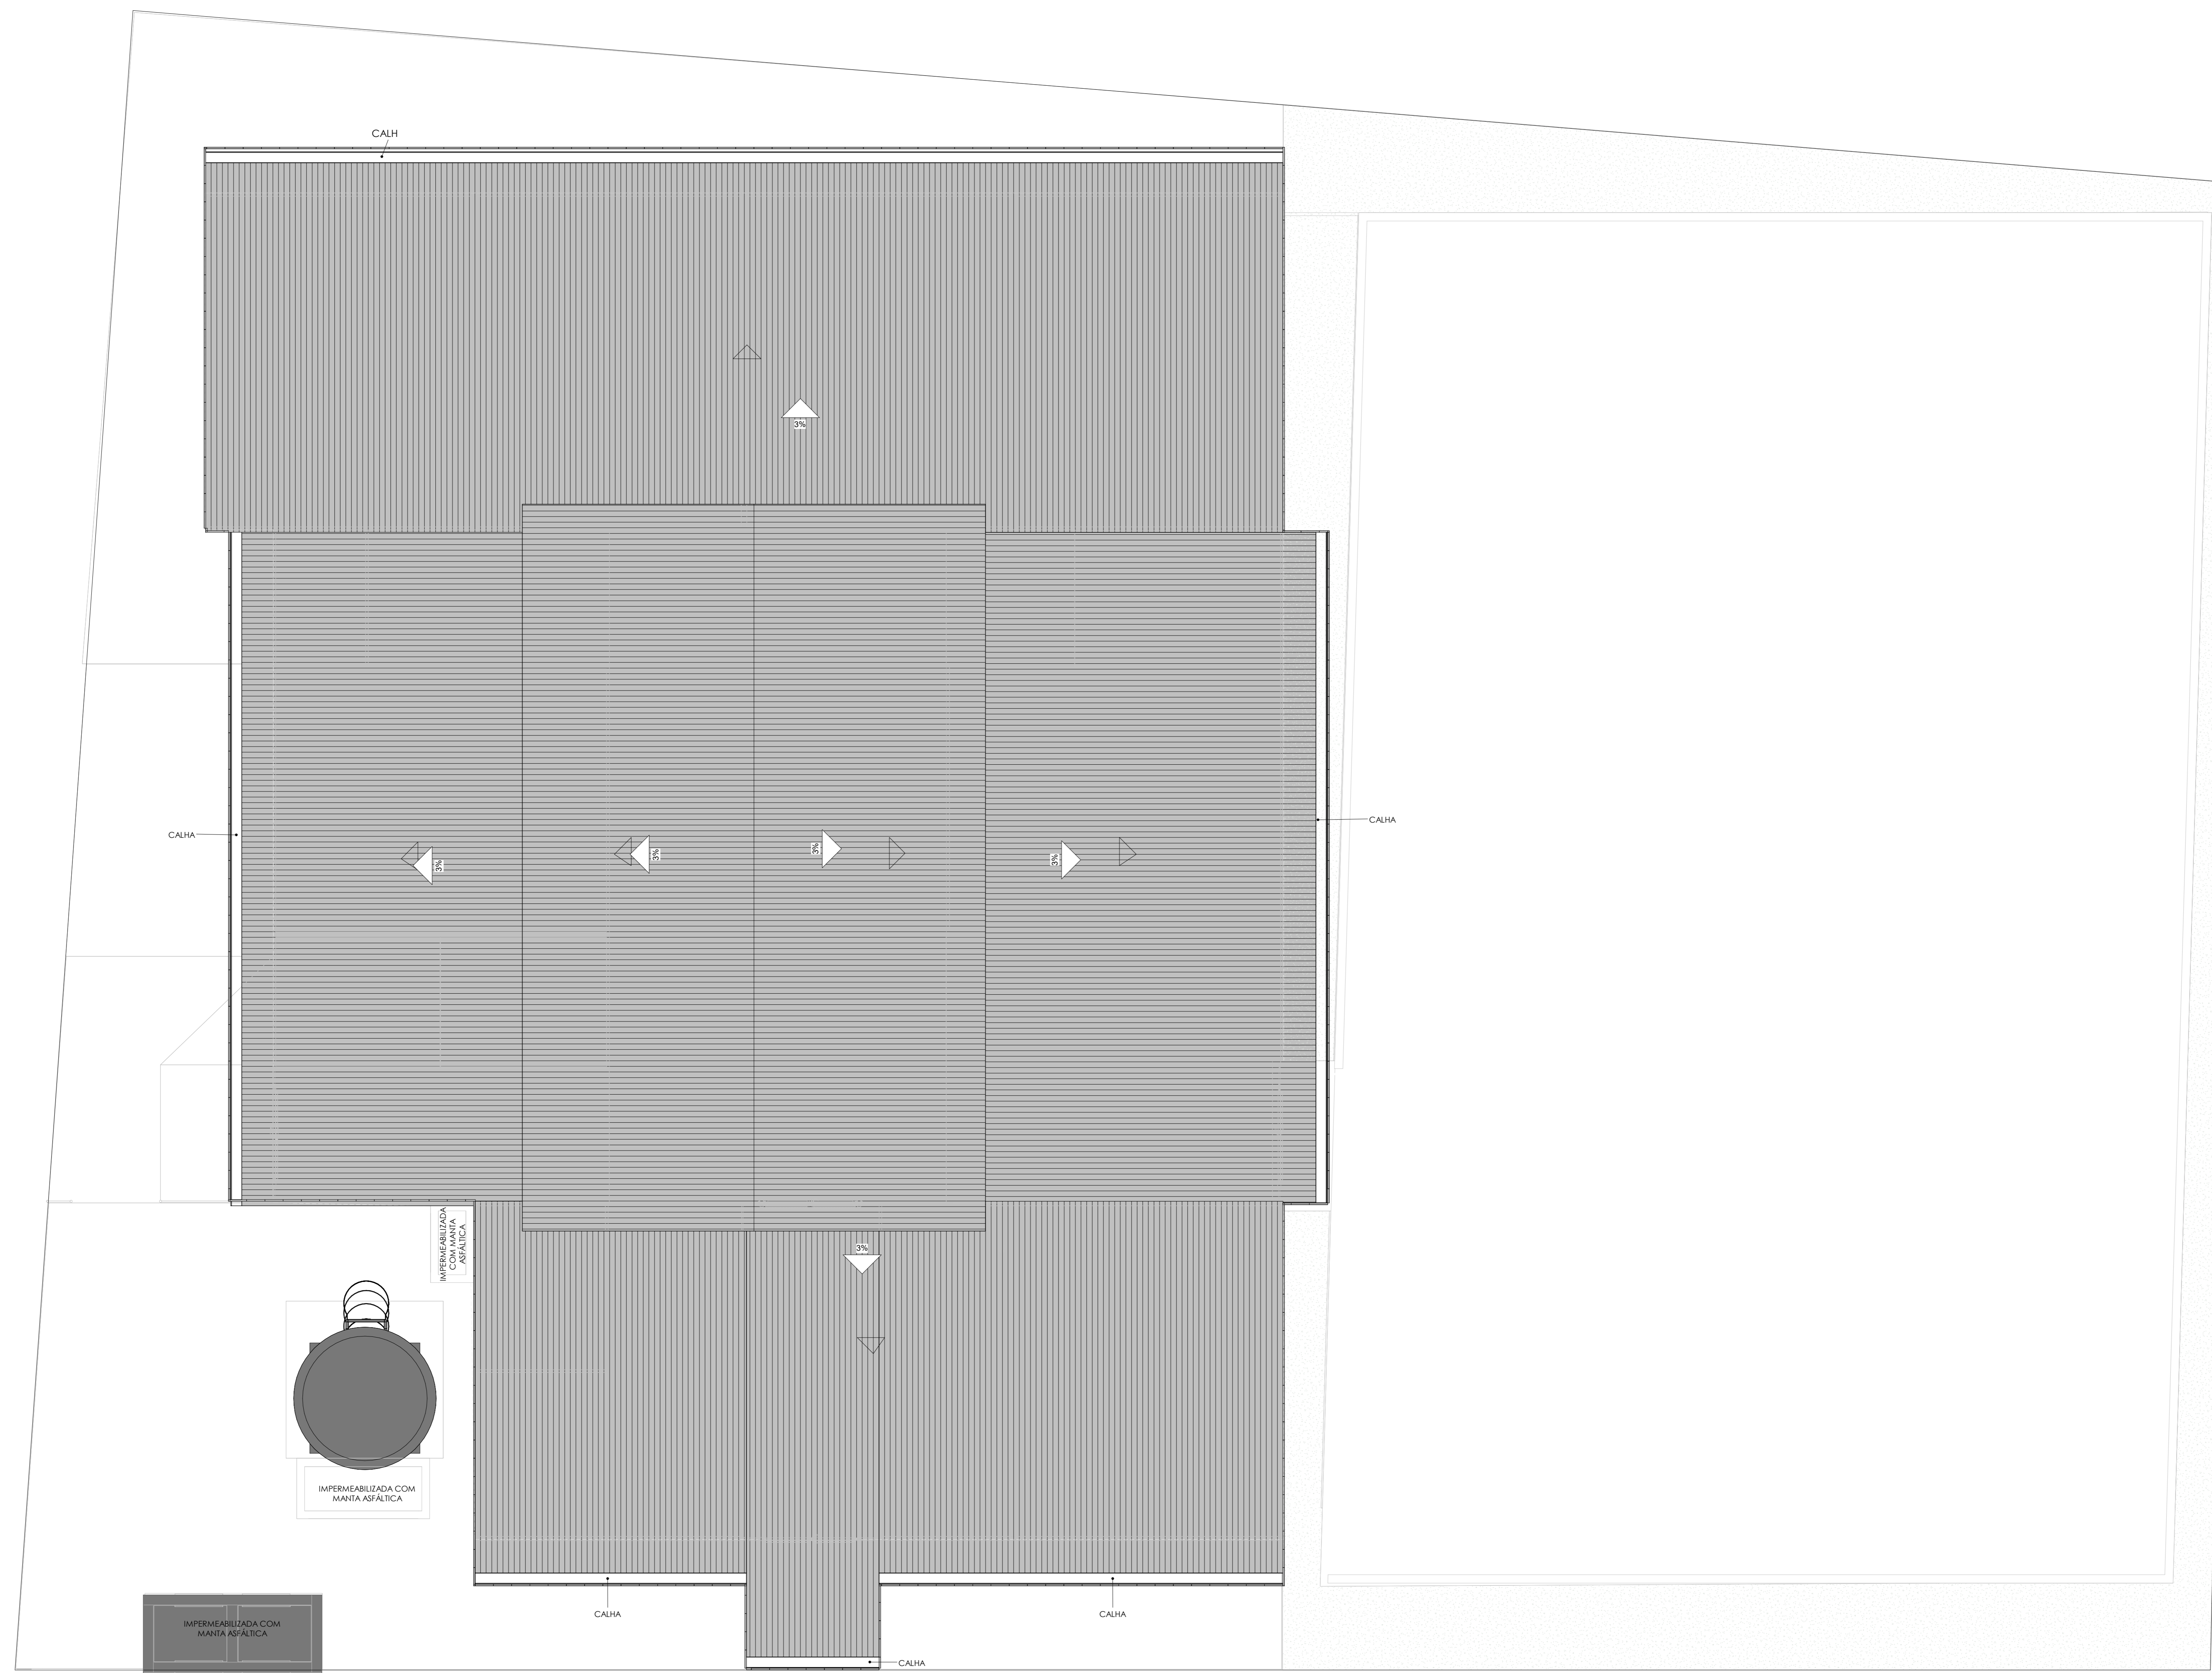 CALH
3%
CALHA
CALHA
3%
3%
3%
3%
IMPERMEABILIZADA
COM MANTA
ASFÁLTICA
3%
IMPERMEABILIZADA COM
MANTA ASFÁLTICA
CALHA
CALHA
IMPERMEABILIZADA COM
MANTA ASFÁLTICA
CALHA